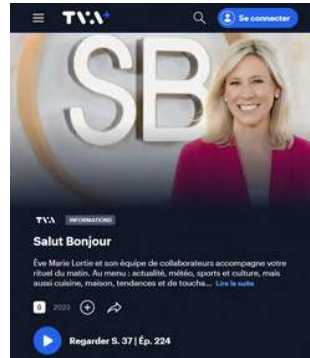 TVA+
Se connecter
SB
TVA INFORMATIONS
Salut Bonjour
Ève Marie Lortie et son équipe de collaborateurs accompagne votre
rituel du matin. Au menu : actualité, météo, sports et culture, mais
aussi cuisine, maison, tendances et de touche... Lire la suite
G 2023
Regarder S. 37 | Ép. 224